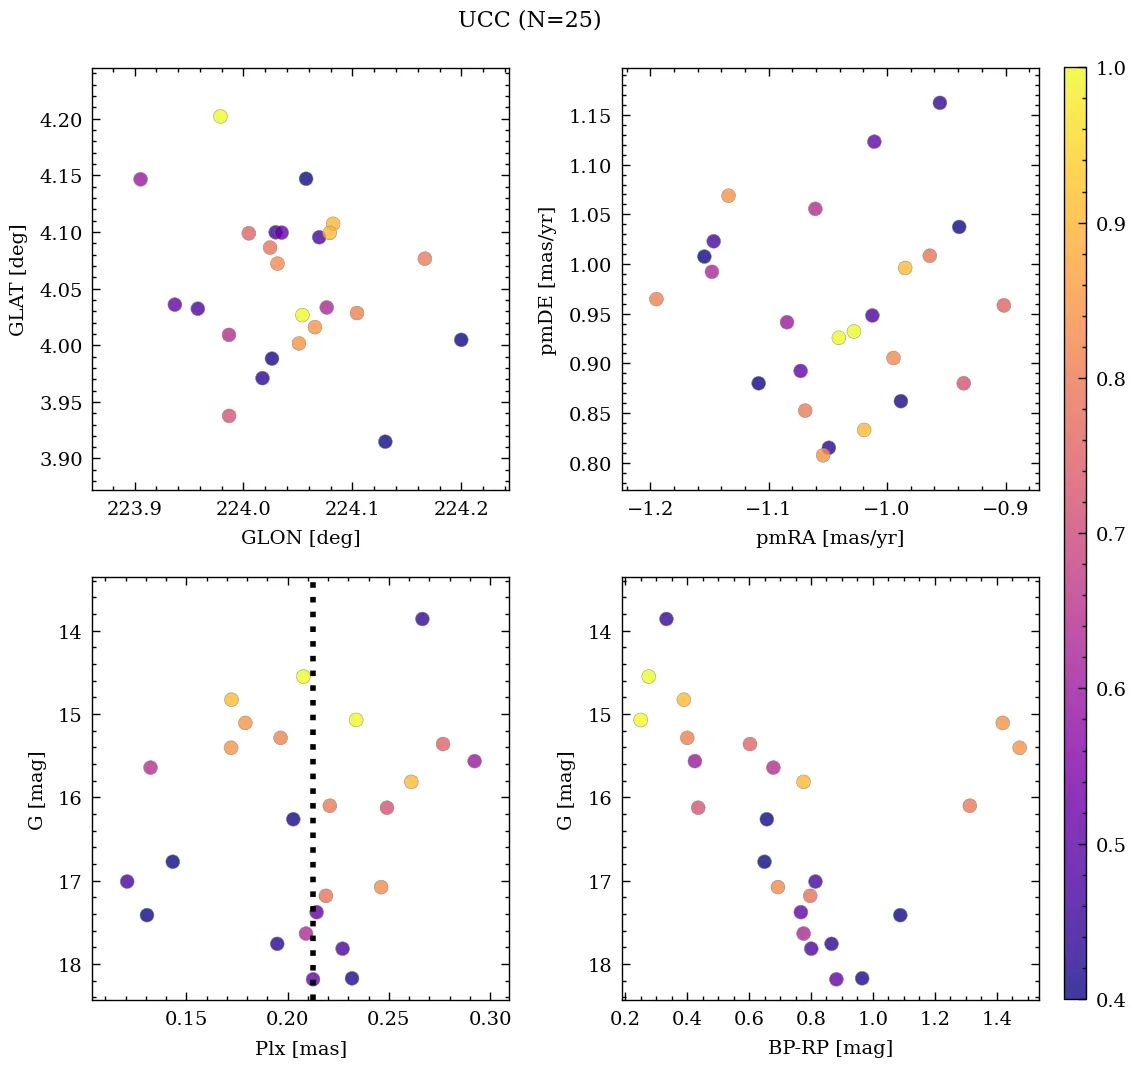 UCC (N=25)
4.20
4.15
4.10
4.05
4.00
3.95
3.90
GLAT [deg]
223.9 224.0 224.1 224.2
GLON [deg]
1.15
1.10
1.05
1.00
0.95
0.90
0.85
0.80
pmDE [mas/yr]
−1.2 −1.1 −1.0 −0.9
pmRA [mas/yr]
14
15
16
17
18
G [mag]
0.15 0.20 0.25 0.30
Plx [mas]
14
15
16
17
18
G [mag]
0.2 0.4 0.6 0.8 1.0 1.2 1.4
BP-RP [mag]
1.0
0.9
0.8
0.7
0.6
0.5
0.4